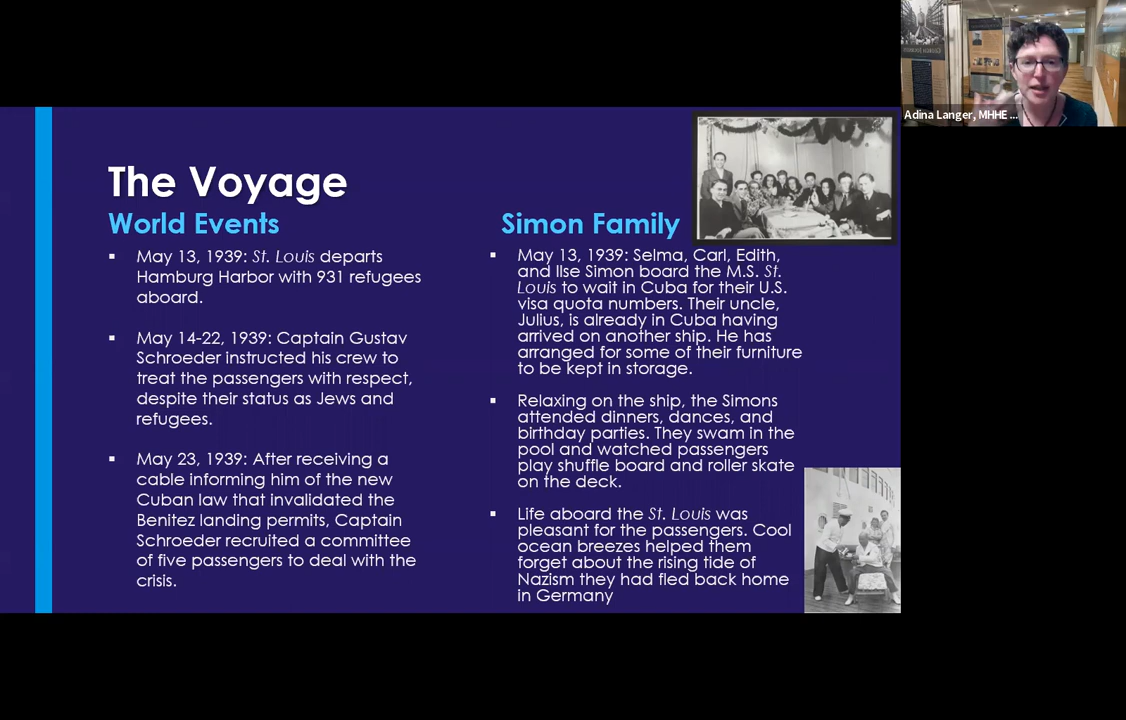 Adina Langer, MHHE ...
The Voyage
World Events
May 13, 1939: St. Louis departs
Hamburg Harbor with 931 refugees
aboard.
May 14-22, 1939: Captain Gustav
Schroeder instructed his crew to
treat the passengers with respect,
despite their status as Jews and
refugees.
May 23, 1939: After receiving a
cable informing him of the new
Cuban law that invalidated the
Benitez landing permits, Captain
Schroeder recruited a committee
of five passengers to deal with the
crisis.
Simon Family
May 13, 1939: Selma, Carl, Edith,
and Ilse Simon board the M.S. St.
Louis to wait in Cuba for their U.S.
visa quota numbers. Their uncle,
Julius, is already in Cuba having
arrived on another ship. He has
arranged for some of their furniture
to be kept in storage.
Relaxing on the ship, the Simons
attended dinners, dances, and
birthday parties. They swam in the
pool and watched passengers
play shuffle board and roller skate
on the deck.
Life aboard the St. Louis was
pleasant for the passengers. Cool
ocean breezes helped them
forget about the rising tide of
Nazism they had fled back home
in Germany